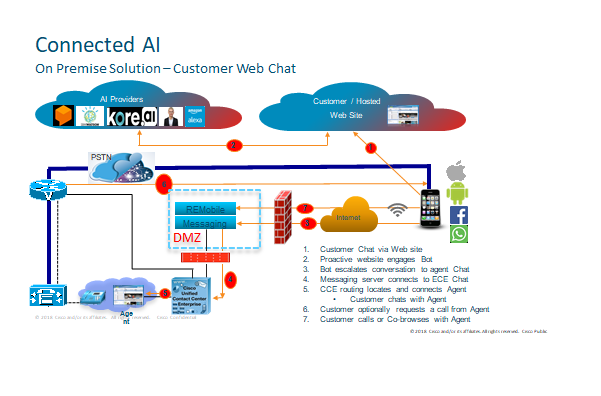 Connected AI
On Premise Solution – Customer Web Chat
AI Providers
kore.ai
amazon
alexa
Customer / Hosted
Web Site
2
1
PSTN
6
REMobile
Messaging
DMZ
7
3
Internet
4
5
Cisco
Unified
Contact Center
Enterprise
Age
nt
1. Customer Chat via Web site
2. Proactive website engages Bot
3. Bot escalates conversation to agent Chat
4. Messaging server connects to ECE Chat
5. CCE routing locates and connects Agent
• Customer chats with Agent
6. Customer optionally requests a call from Agent
7. Customer calls or Co-browses with Agent
© 2018 Cisco and/or its affiliates. All rights reserved. Cisco Confidential
© 2018 Cisco and/or its affiliates. All rights reserved. Cisco Public